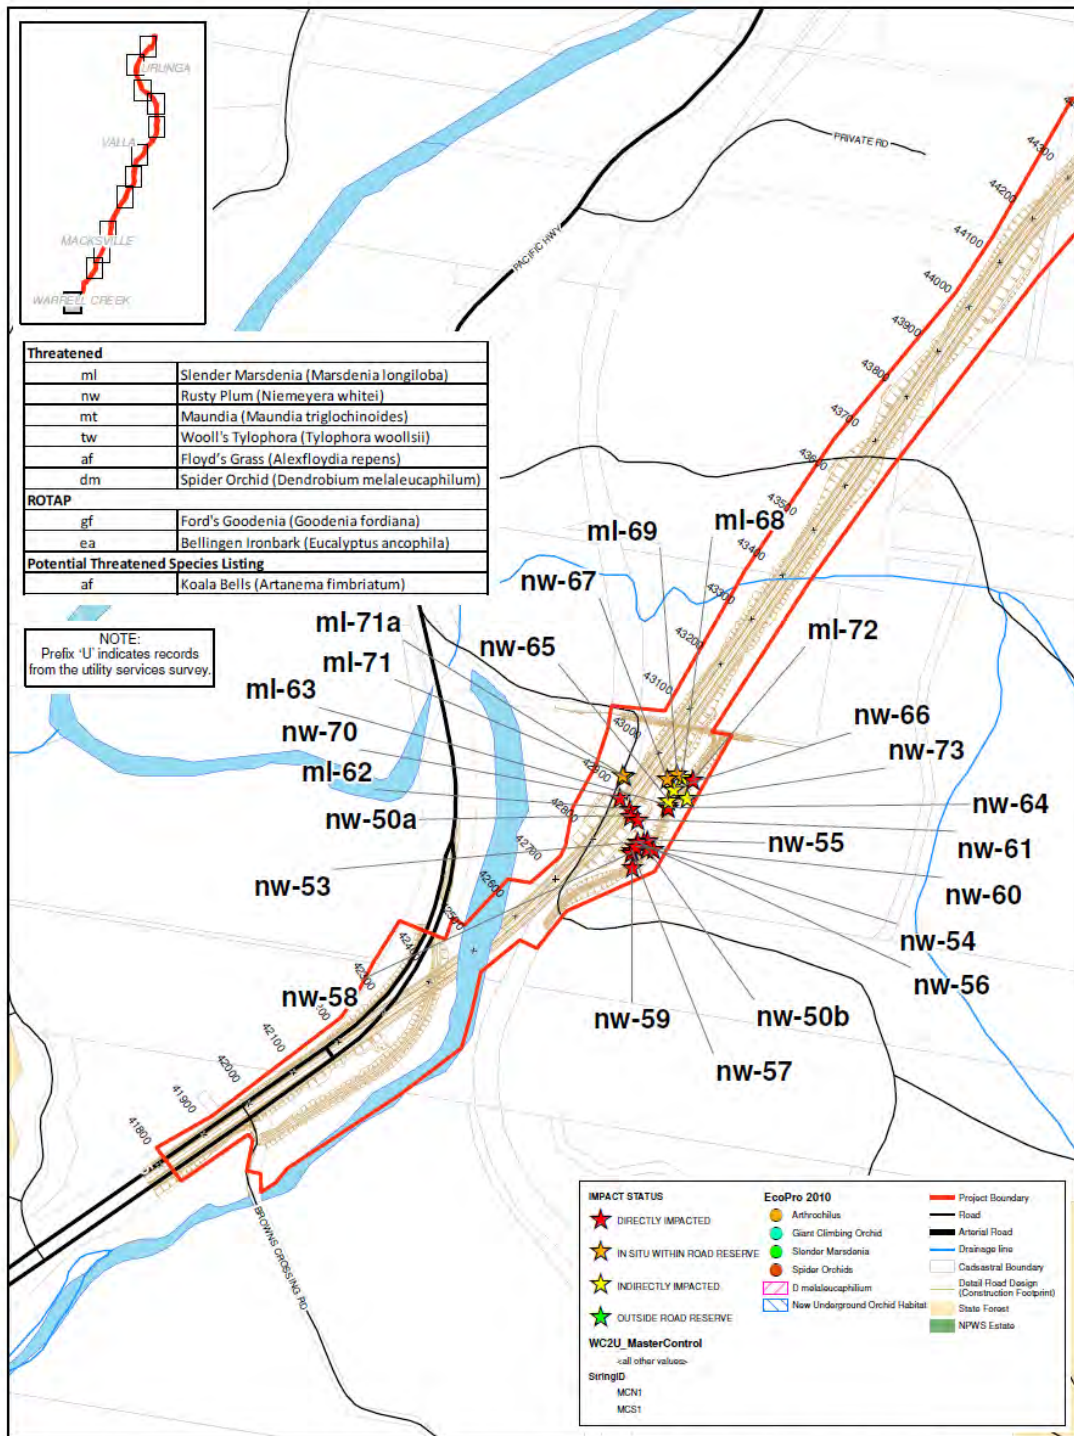 URUNGA
VALLA
MACKSVILLE
WARRELL CREEK
PRIVATE RD
PACIFIC HWY
Threatened
ml Slender Marsdenia (Marsdenia longiloba)
nw Rusty Plum (Niemeyera whitei)
mt Maundia (Maundia triglochinoides)
tw Wooll's Tylophora (Tylophora woollsii)
af Floyd's Grass (Alexfloydia repens)
dm Spider Orchid (Dendrobium melaleucaphilum)
ROTAP
gf Ford's Goodenia (Goodenia fordiana)
ea Bellingen Ironbark (Eucalyptus ancophila)
Potential Threatened Species Listing
af Koala Bells (Artanema fimbriatum)
NOTE:
Prefix 'U' indicates records
from the utility services survey.
44300
44200
44100
44000
43900
43800
43700
43600
43500
43400
43300
43200
43100
43000
42900
42800
42700
42600
42500
42400
42300
42100
42000
41900
41800
ml-68
ml-69
nw-67
ml-71a
ml-71
nw-65
ml-72
ml-63
nw-66
nw-70
nw-73
ml-62
nw-64
nw-50a
nw-55
nw-61
nw-53
nw-60
nw-54
nw-56
nw-58
nw-59
nw-50b
nw-57
BROWNS CROSSING RD
IMPACT STATUS
DIRECTLY IMPACTED
IN SITU WITHIN ROAD RESERVE
INDIRECTLY IMPACTED
OUTSIDE ROAD RESERVE
WC2U_MasterControl
<all other values>
StringID
MCN1
MCS1
EcoPro 2010
Arthrochilus
Giant Climbing Orchid
Slender Marsdenia
Spider Orchids
D melaleucaphilium
New Underground Orchid Habitat
Project Boundary
Road
Arterial Road
Drainage line
Cadsastral Boundary
Detail Road Design
(Construction Footprint)
State Forest
NPWS Estate